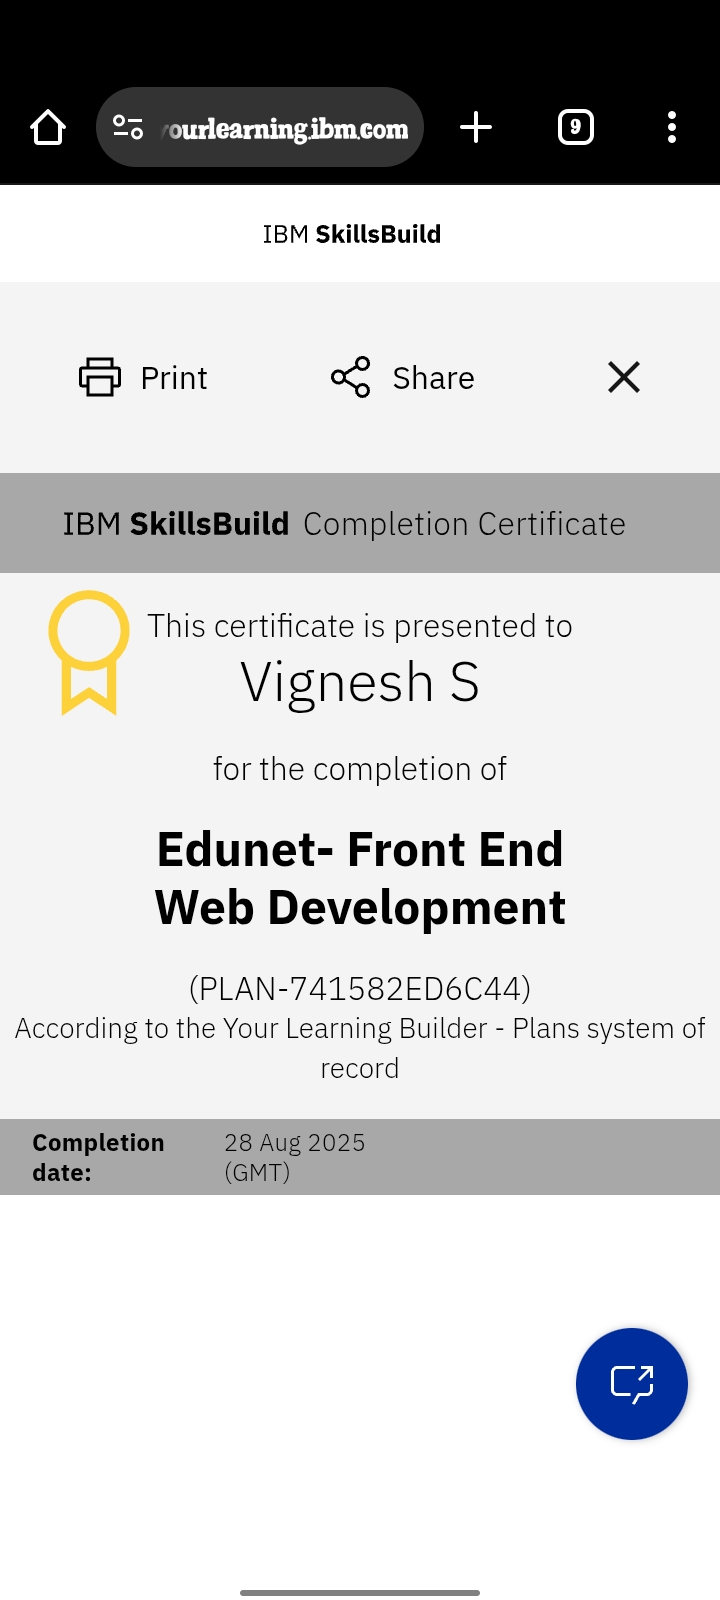 ourlearning.ibm.com
9
IBM SkillsBuild
Print
Share
IBM SkillsBuild Completion Certificate
This certificate is presented to
Vignesh S
for the completion of
Edunet- Front End
Web Development
(PLAN-741582ED6C44)
According to the Your Learning Builder - Plans system of
record
Completion
date:
28 Aug 2025
(GMT)